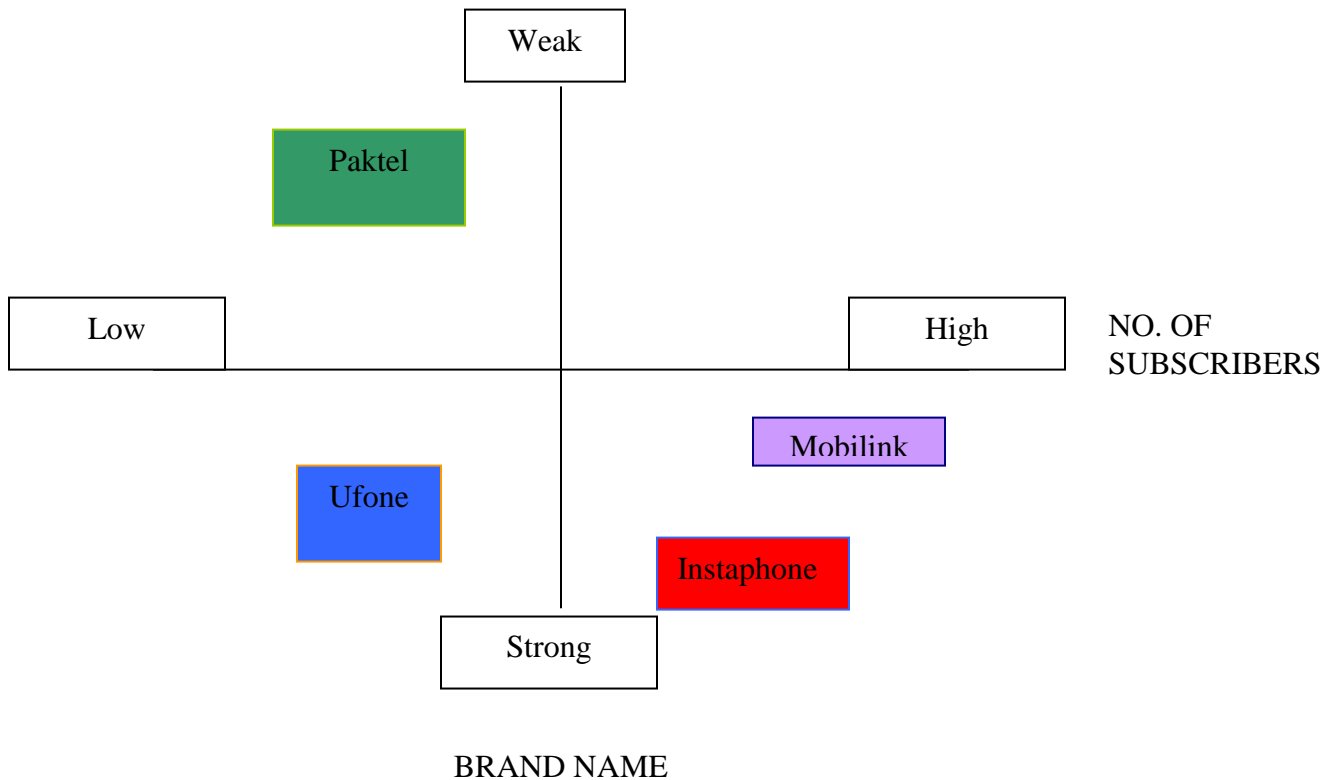 Weak
Paktel
Low
High
NO. OF
SUBSCRIBERS
Mobilink
Ufone
Instaphone
Strong
BRAND NAME